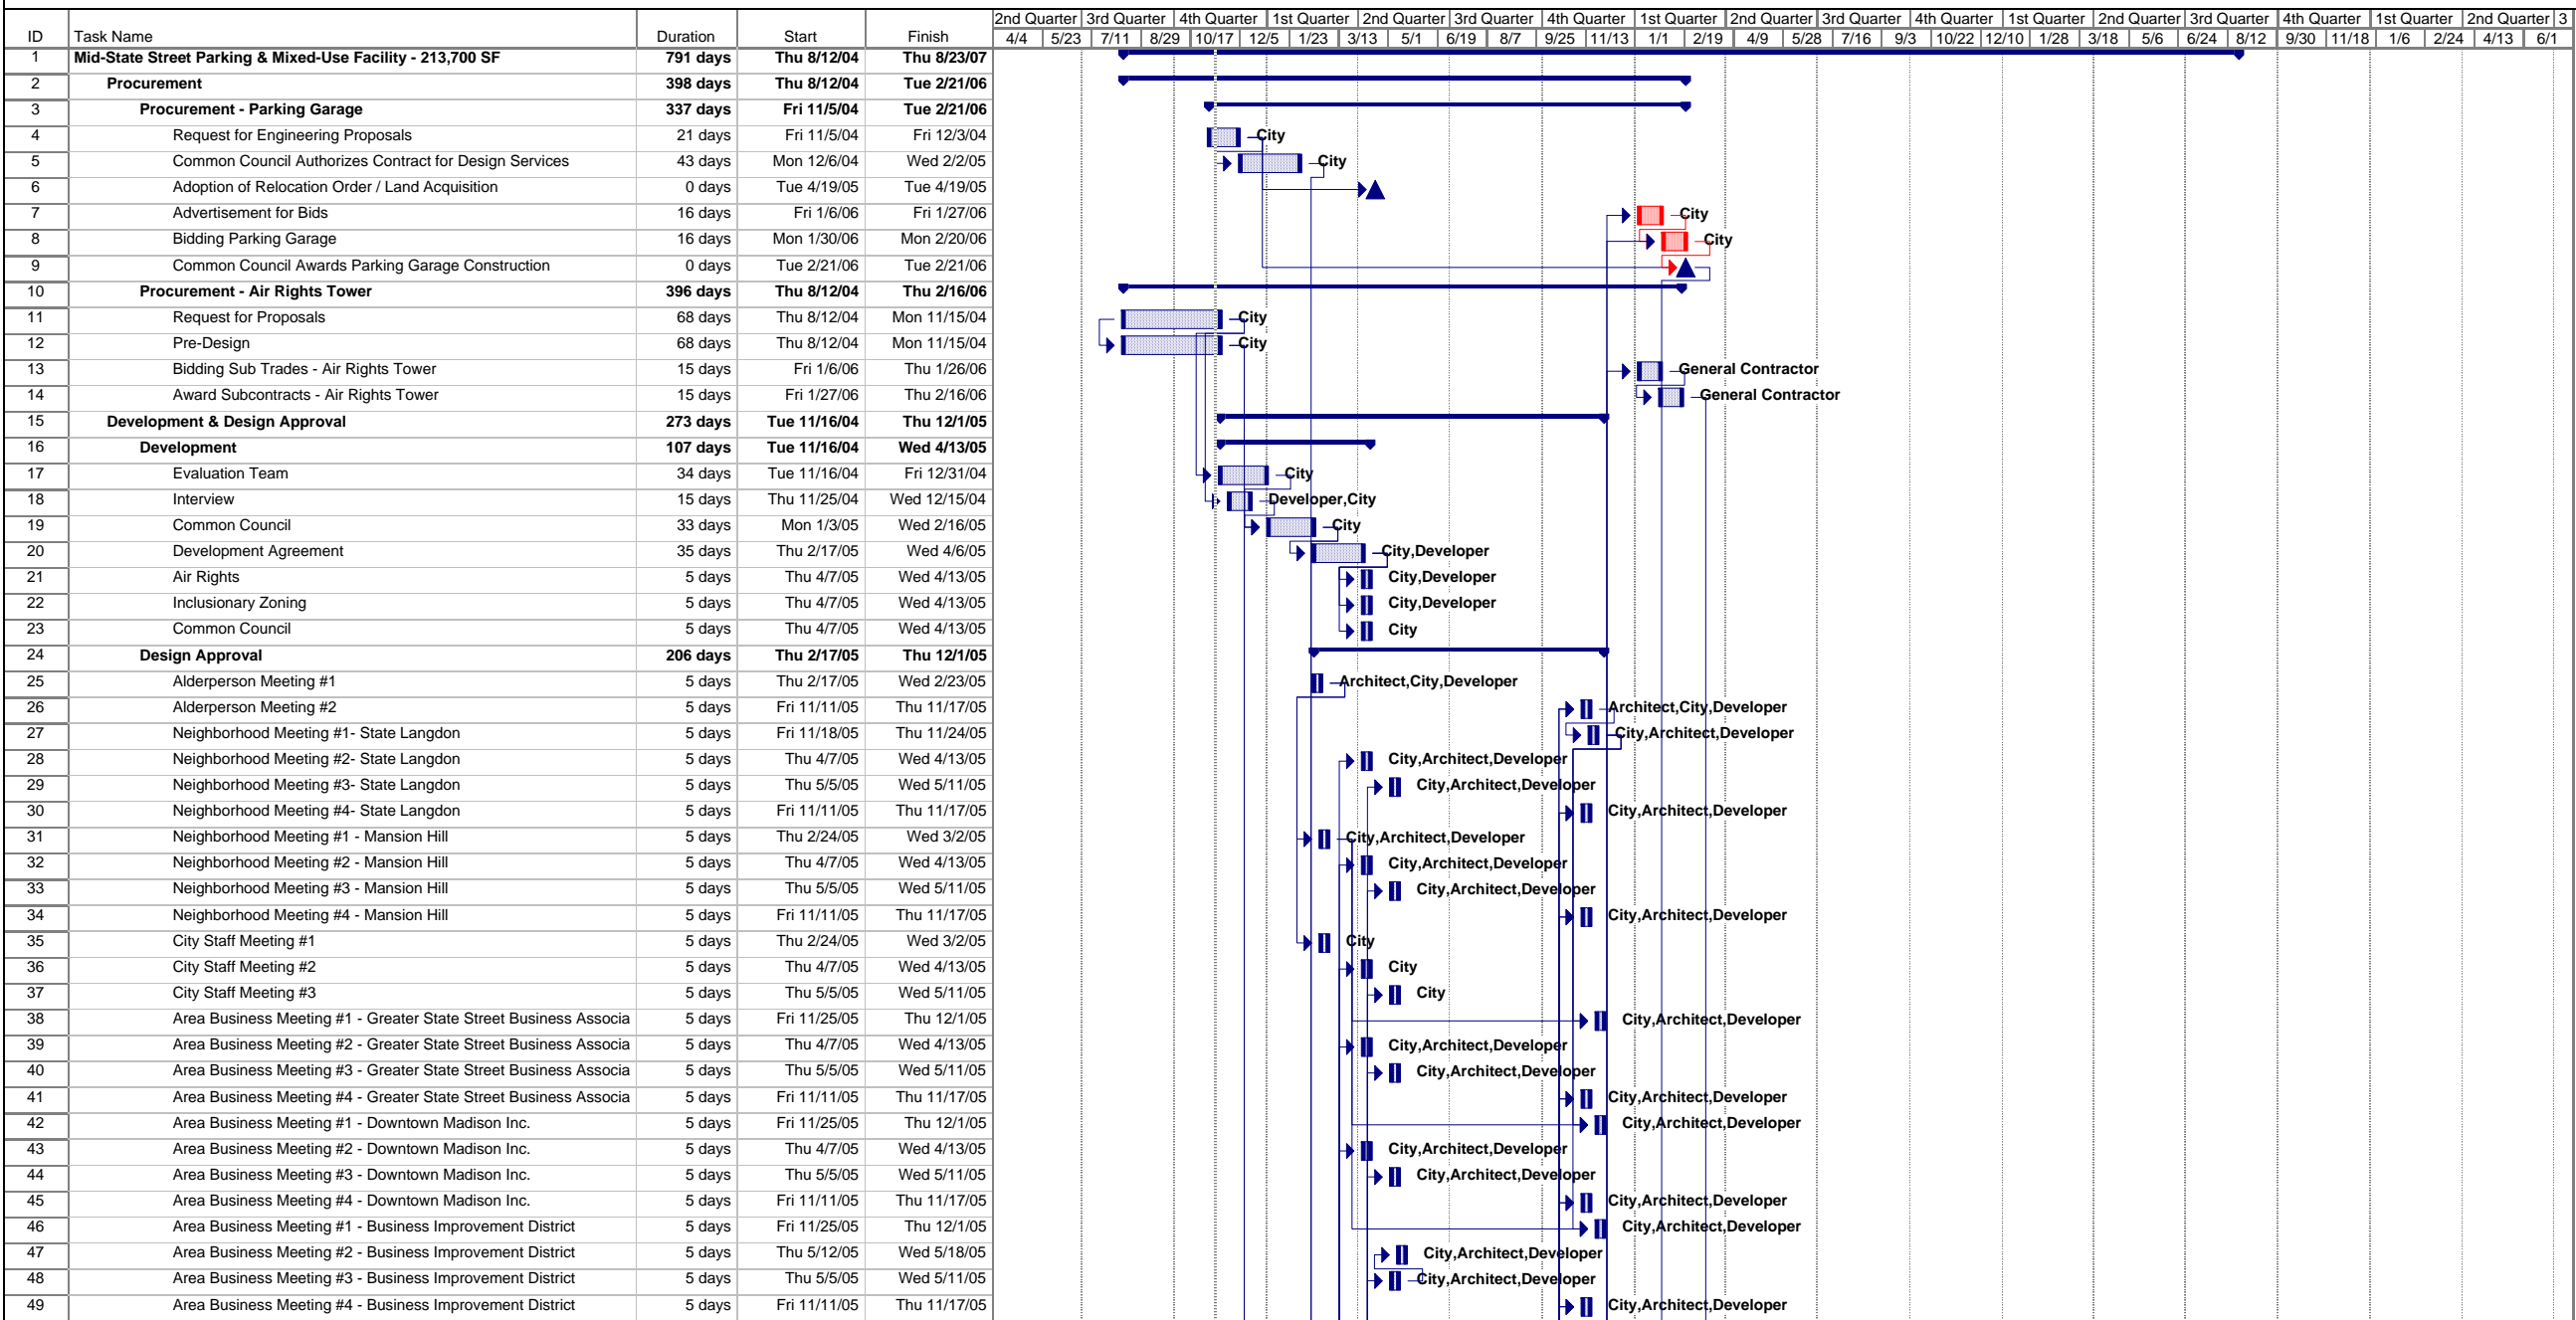 2nd Quarter 3rd Quarter 4th Quarter 1st Quarter 2nd Quarter 3rd Quarter 4th Quarter 1st Quarter 2nd Quarter 3rd Quarter 4th Quarter 1st Quarter 2nd Quarter 3rd Quarter 4th Quarter 1st Quarter 2nd Quarter 3
ID Task Name Duration Start Finish 4/4 5/23 7/11 8/29 10/17 12/5 1/23 3/13 5/1 6/19 8/7 9/25 11/13 1/1 2/19 4/9 5/28 7/16 9/3 10/22 12/10 1/28 3/18 5/6 6/24 8/12 9/30 11/18 1/6 2/24 4/13 6/1
1 Mid-State Street Parking & Mixed-Use Facility - 213,700 SF 791 days Thu 8/12/04 Thu 8/23/07
2 Procurement 398 days Thu 8/12/04 Tue 2/21/06
3 Procurement - Parking Garage 337 days Fri 11/5/04 Tue 2/21/06
4 Request for Engineering Proposals 21 days Fri 11/5/04 Fri 12/3/04 City
5 Common Council Authorizes Contract for Design Services 43 days Mon 12/6/04 Wed 2/2/05 City
6 Adoption of Relocation Order / Land Acquisition 0 days Tue 4/19/05 Tue 4/19/05
7 Advertisement for Bids 16 days Fri 1/6/06 Fri 1/27/06 City
8 Bidding Parking Garage 16 days Mon 1/30/06 Mon 2/20/06 City
9 Common Council Awards Parking Garage Construction 0 days Tue 2/21/06 Tue 2/21/06
10 Procurement - Air Rights Tower 396 days Thu 8/12/04 Thu 2/16/06
11 Request for Proposals 68 days Thu 8/12/04 Mon 11/15/04 City
12 Pre-Design 68 days Thu 8/12/04 Mon 11/15/04 City
13 Bidding Sub Trades - Air Rights Tower 15 days Fri 1/6/06 Thu 1/26/06 General Contractor
14 Award Subcontracts - Air Rights Tower 15 days Fri 1/27/06 Thu 2/16/06 General Contractor
15 Development & Design Approval 273 days Tue 11/16/04 Thu 12/1/05
16 Development 107 days Tue 11/16/04 Wed 4/13/05
17 Evaluation Team 34 days Tue 11/16/04 Fri 12/31/04 City
18 Interview 15 days Thu 11/25/04 Wed 12/15/04 Developer,City
19 Common Council 33 days Mon 1/3/05 Wed 2/16/05 City
20 Development Agreement 35 days Thu 2/17/05 Wed 4/6/05 City,Developer
21 Air Rights 5 days Thu 4/7/05 Wed 4/13/05 City,Developer
22 Inclusionary Zoning 5 days Thu 4/7/05 Wed 4/13/05 City,Developer
23 Common Council 5 days Thu 4/7/05 Wed 4/13/05 City
24 Design Approval 206 days Thu 2/17/05 Thu 12/1/05
25 Alderperson Meeting #1 5 days Thu 2/17/05 Wed 2/23/05 Architect,City,Developer
26 Alderperson Meeting #2 5 days Fri 11/11/05 Thu 11/17/05 Architect,City,Developer
27 Neighborhood Meeting #1- State Langdon 5 days Fri 11/18/05 Thu 11/24/05 City,Architect,Developer
28 Neighborhood Meeting #2- State Langdon 5 days Thu 4/7/05 Wed 4/13/05 City,Architect,Developer
29 Neighborhood Meeting #3- State Langdon 5 days Thu 5/5/05 Wed 5/11/05 City,Architect,Developer
30 Neighborhood Meeting #4- State Langdon 5 days Fri 11/11/05 Thu 11/17/05 City,Architect,Developer
31 Neighborhood Meeting #1 - Mansion Hill 5 days Thu 2/24/05 Wed 3/2/05 City,Architect,Developer
32 Neighborhood Meeting #2 - Mansion Hill 5 days Thu 4/7/05 Wed 4/13/05 City,Architect,Developer
33 Neighborhood Meeting #3 - Mansion Hill 5 days Thu 5/5/05 Wed 5/11/05 City,Architect,Developer
34 Neighborhood Meeting #4 - Mansion Hill 5 days Fri 11/11/05 Thu 11/17/05 City,Architect,Developer
35 City Staff Meeting #1 5 days Thu 2/24/05 Wed 3/2/05 City
36 City Staff Meeting #2 5 days Thu 4/7/05 Wed 4/13/05 City
37 City Staff Meeting #3 5 days Thu 5/5/05 Wed 5/11/05 City
38 Area Business Meeting #1 - Greater State Street Business Associa 5 days Fri 11/25/05 Thu 12/1/05 City,Architect,Developer
39 Area Business Meeting #2 - Greater State Street Business Associa 5 days Thu 4/7/05 Wed 4/13/05 City,Architect,Developer
40 Area Business Meeting #3 - Greater State Street Business Associa 5 days Thu 5/5/05 Wed 5/11/05 City,Architect,Developer
41 Area Business Meeting #4 - Greater State Street Business Associa 5 days Fri 11/11/05 Thu 11/17/05 City,Architect,Developer
42 Area Business Meeting #1 - Downtown Madison Inc. 5 days Fri 11/25/05 Thu 12/1/05 City,Architect,Developer
43 Area Business Meeting #2 - Downtown Madison Inc. 5 days Thu 4/7/05 Wed 4/13/05 City,Architect,Developer
44 Area Business Meeting #3 - Downtown Madison Inc. 5 days Thu 5/5/05 Wed 5/11/05 City,Architect,Developer
45 Area Business Meeting #4 - Downtown Madison Inc. 5 days Fri 11/11/05 Thu 11/17/05 City,Architect,Developer
46 Area Business Meeting #1 - Business Improvement District 5 days Fri 11/25/05 Thu 12/1/05 City,Architect,Developer
47 Area Business Meeting #2 - Business Improvement District 5 days Thu 5/12/05 Wed 5/18/05 City,Architect,Developer
48 Area Business Meeting #3 - Business Improvement District 5 days Thu 5/5/05 Wed 5/11/05 City,Architect,Developer
49 Area Business Meeting #4 - Business Improvement District 5 days Fri 11/11/05 Thu 11/17/05 City,Architect,Developer